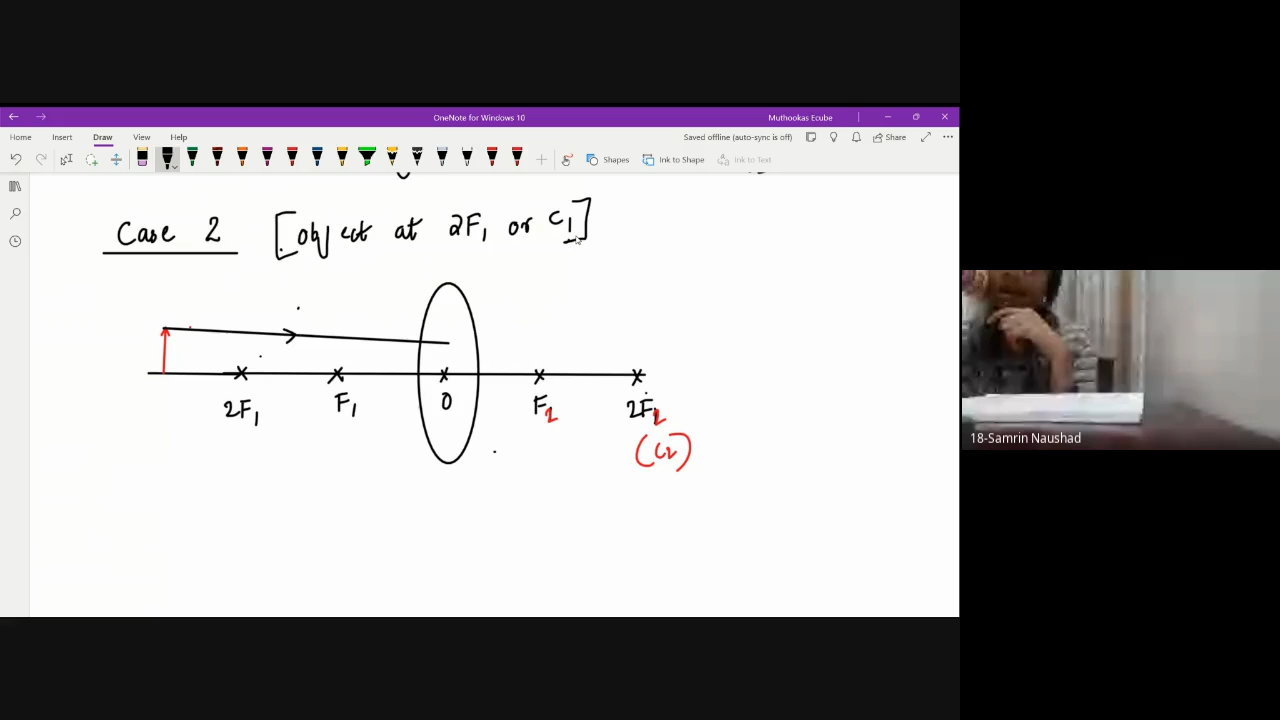 OneNote for Windows 10
Muthookas Ecube
Home Insert Draw View Help
Saved offline (auto-sync is off)
Share
Shapes
Ink to Shape
Ink to Text
Case 2 [object at 2F₁ or C1]
2F₁ F₁ O F₂ 2F₂
(C2)
18-Samrin Naushad